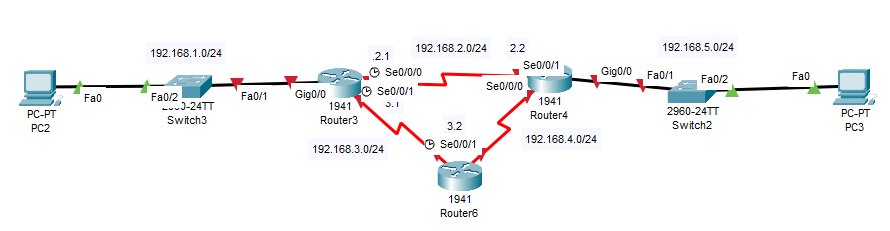 192.168.1.0/24
.2.1
192.168.2.0/24
2.2
192.168.5.0/24
Se0/0/0
Se0/0/1
Gig0/0
Fa0/1
Fa0/2
Fa0
Fa0
Fa0/2
Fa0/1
Gig0/0
Se0/0/1
3.1
Se0/0/0
PC-PT
PC2
2960-24TT
Switch3
1941
Router3
1941
Router4
2960-24TT
Switch2
PC-PT
PC3
3.2
192.168.3.0/24
Se0/0/1
192.168.4.0/24
1941
Router6